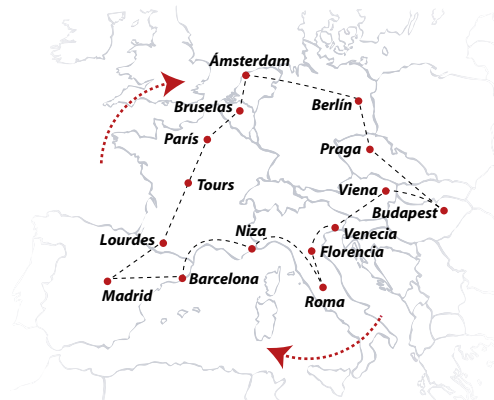 Ámsterdam
Bruselas
Berlín
París
Praga
Tours
Viena
Budapest
Lourdes
Niza
Venecia
Florencia
Barcelona
Madrid
Roma